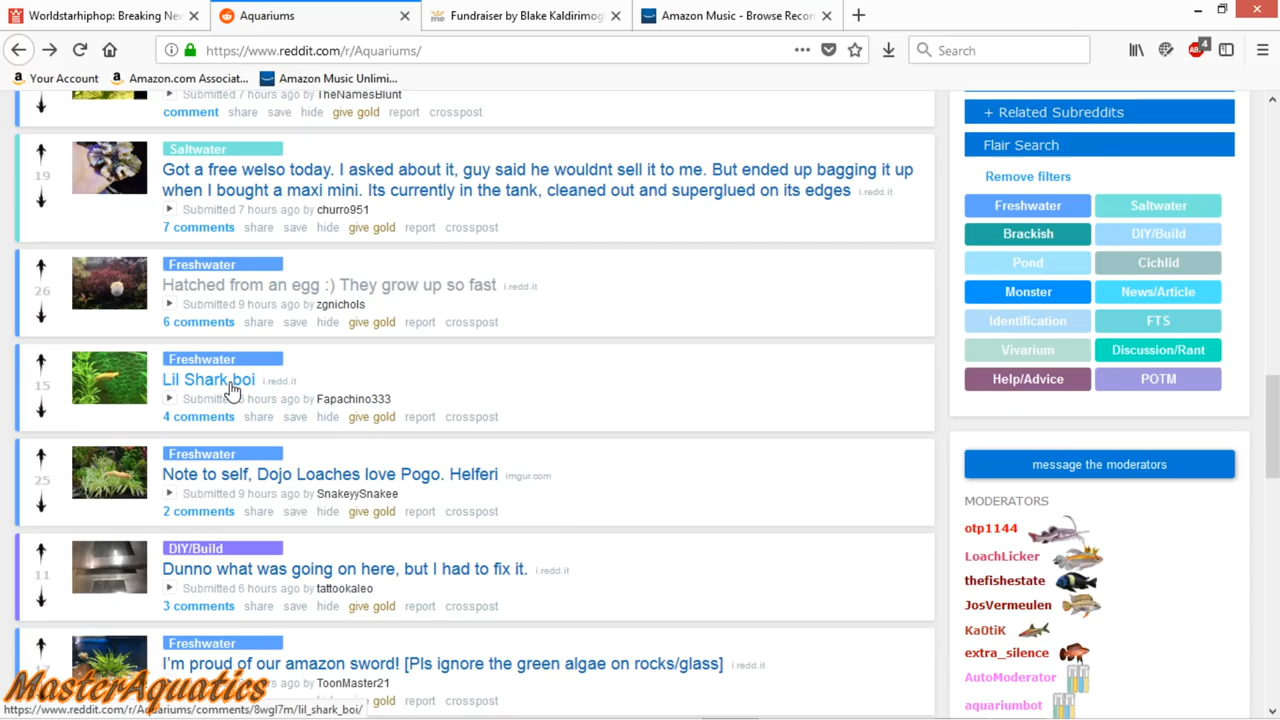 Worldstarhiphop: Breaking Ne
Aquariums
Fundraiser by Blake Kaldirimog
Amazon Music - Browse Recon
https://www.reddit.com/r/Aquariums/
Search
4
Your Account
Amazon.com Associat...
Music Amazon Music Unlimi...
Submitted 7 hours ago by TheNamesBlunt
comment share save hide give gold report crosspost
Saltwater
19
Got a free welso today. I asked about it, guy said he wouldnt sell it to me. But ended up bagging it up
when I bought a maxi mini. Its currently in the tank, cleaned out and superglued on its edges i.redd.it
Submitted 7 hours ago by churro951
7 comments share save hide give gold report crosspost
Freshwater
26
Hatched from an egg :) They grow up so fast i.redd.it
Submitted 9 hours ago by zgnichols
6 comments share save hide give gold report crosspost
Freshwater
15
Lil Shark boi i.redd.it
hours ago by Fapachino333
4 comments share save hide give gold report crosspost
Freshwater
25
Note to self, Dojo Loaches love Pogo. Helferi imgur.com
Submitted 9 hours ago by SnakeyySnakee
2 comments share save hide give gold report crosspost
DIY/Build
11
Dunno what was going on here, but I had to fix it. i.redd.it
Submitted 6 hours ago by tattookaleo
3 comments share save hide give gold report crosspost
Freshwater
I'm proud of our amazon sword! [Pls ignore the green algae on rocks/glass] i.redd.it
hours ago by ToonMaster21
hide give gold report crosspost
MasterAquatics
https://www.reddit.com/r/Aquariums/comments/8wgl7m/lil_shark_boi/
+ Related Subreddits
Flair Search
Remove filters
Freshwater Saltwater
Brackish DIY/Build
Pond Cichlid
Monster News/Article
Identification FTS
Vivarium Discussion/Rant
Help/Advice POTM
message the moderators
MODERATORS
otp1144
LoachLicker
thefishestate
JosVermeulen
Ka0tiK
extra_silence
AutoModerator
aquariumbot